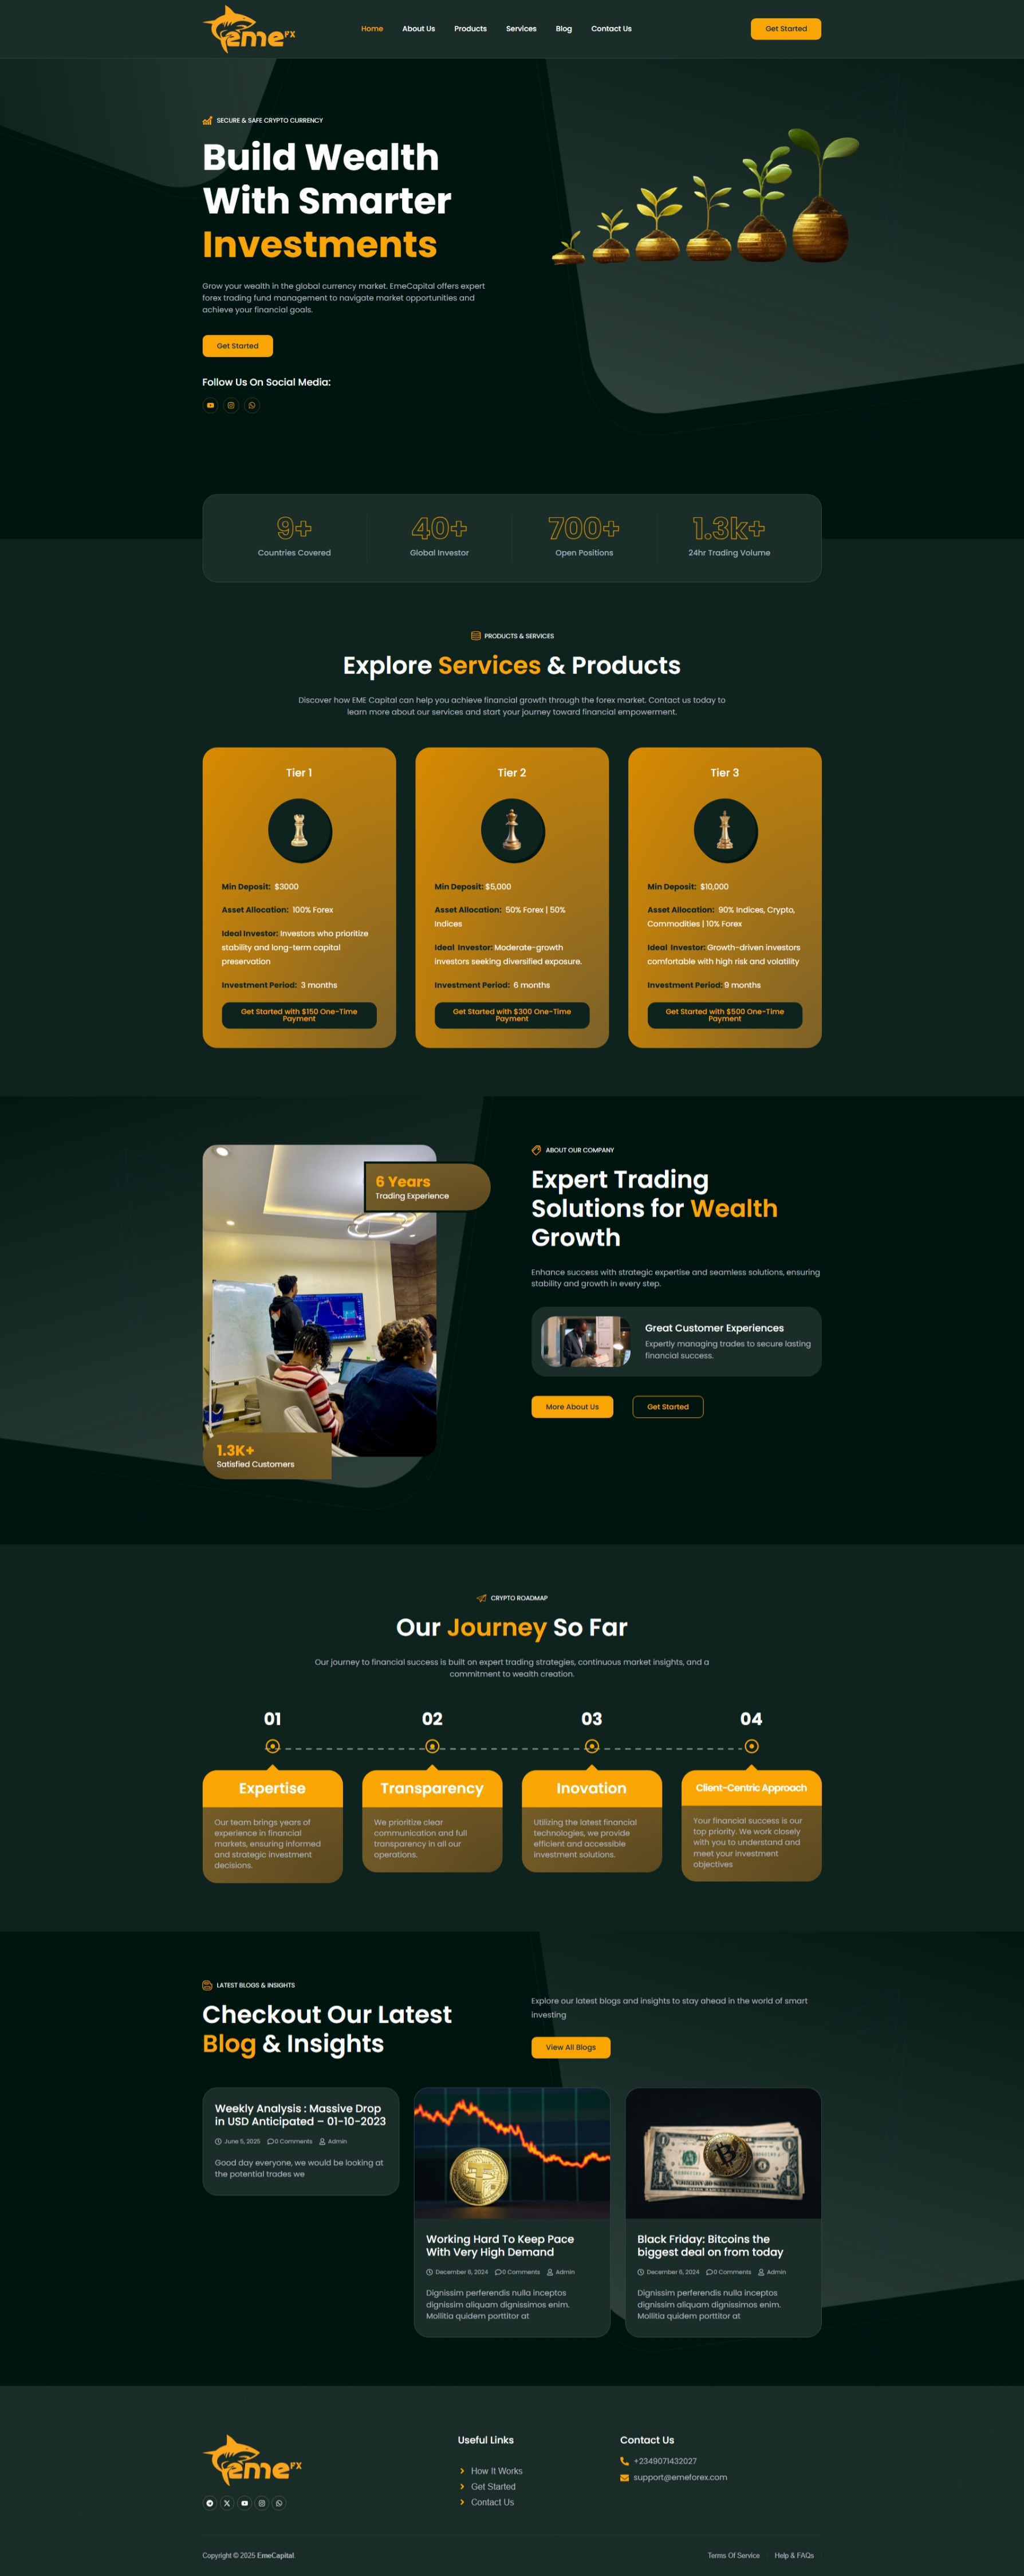 eme FX
Home
About Us
Products
Services
Blog
Contact Us
Get Started
SECURE & SAFE CRYPTO CURRENCY
Build Wealth
With Smarter
Investments
Grow your wealth in the global currency market. EmeCapital offers expert
forex trading fund management to navigate market opportunities and
achieve your financial goals.
Get Started
Follow Us On Social Media:
9+
Countries Covered
40+
Global Investor
700+
Open Positions
1.3k+
24hr Trading Volume
PRODUCTS & SERVICES
Explore Services & Products
Discover how EME Capital can help you achieve financial growth through the forex market. Contact us today to
learn more about our services and start your journey toward financial empowerment.
Tier 1
Min Deposit: $3000
Asset Allocation: 100% Forex
Ideal Investor: Investors who prioritize
stability and long-term capital
preservation
Investment Period: 3 months
Get Started with $150 One-Time
Payment
Tier 2
Min Deposit: $5,000
Asset Allocation: 50% Forex | 50%
Indices
Ideal Investor: Moderate-growth
investors seeking diversified exposure.
Investment Period: 6 months
Get Started with $300 One-Time
Payment
Tier 3
Min Deposit: $10,000
Asset Allocation: 90% Indices, Crypto,
Commodities | 10% Forex
Ideal Investor: Growth-driven investors
comfortable with high risk and volatility
Investment Period: 9 months
Get Started with $500 One-Time
Payment
6 Years
Trading Experience
1.3K+
Satisfied Customers
ABOUT OUR COMPANY
Expert Trading
Solutions for Wealth
Growth
Enhance success with strategic expertise and seamless solutions, ensuring
stability and growth in every step.
Great Customer Experiences
Expertly managing trades to secure lasting
financial success.
More About Us
Get Started
CRYPTO ROADMAP
Our Journey So Far
Our journey to financial success is built on expert trading strategies, continuous market insights, and a
commitment to wealth creation.
01
02
03
04
Expertise
Our team brings years of
experience in financial
markets, ensuring informed
and strategic investment
decisions.
Transparency
We prioritize clear
communication and full
transparency in all our
operations.
Inovation
Utilizing the latest financial
technologies, we provide
efficient and accessible
investment solutions.
Client-Centric Approach
Your financial success is our
top priority. We work closely
with you to understand and
meet your investment
objectives
LATEST BLOGS & INSIGHTS
Checkout Our Latest
Blog & Insights
Explore our latest blogs and insights to stay ahead in the world of smart
investing
View All Blogs
Weekly Analysis : Massive Drop
in USD Anticipated – 01-10-2023
June 5, 2025
0 Comments
Admin
Good day everyone, we would be looking at
the potential trades we
Working Hard To Keep Pace
With Very High Demand
December 6, 2024
0 Comments
Admin
Dignissim perferendis nulla inceptos
dignissim aliquam dignissimos enim.
Mollitia quidem porttitor at
Black Friday: Bitcoins the
biggest deal on from today
December 6, 2024
0 Comments
Admin
Dignissim perferendis nulla inceptos
dignissim aliquam dignissimos enim.
Mollitia quidem porttitor at
eme FX
Useful Links
How It Works
Get Started
Contact Us
Contact Us
+2349071432027
support@emeforex.com
Copyright © 2025 EmeCapital.
Terms Of Service
Help & FAQs